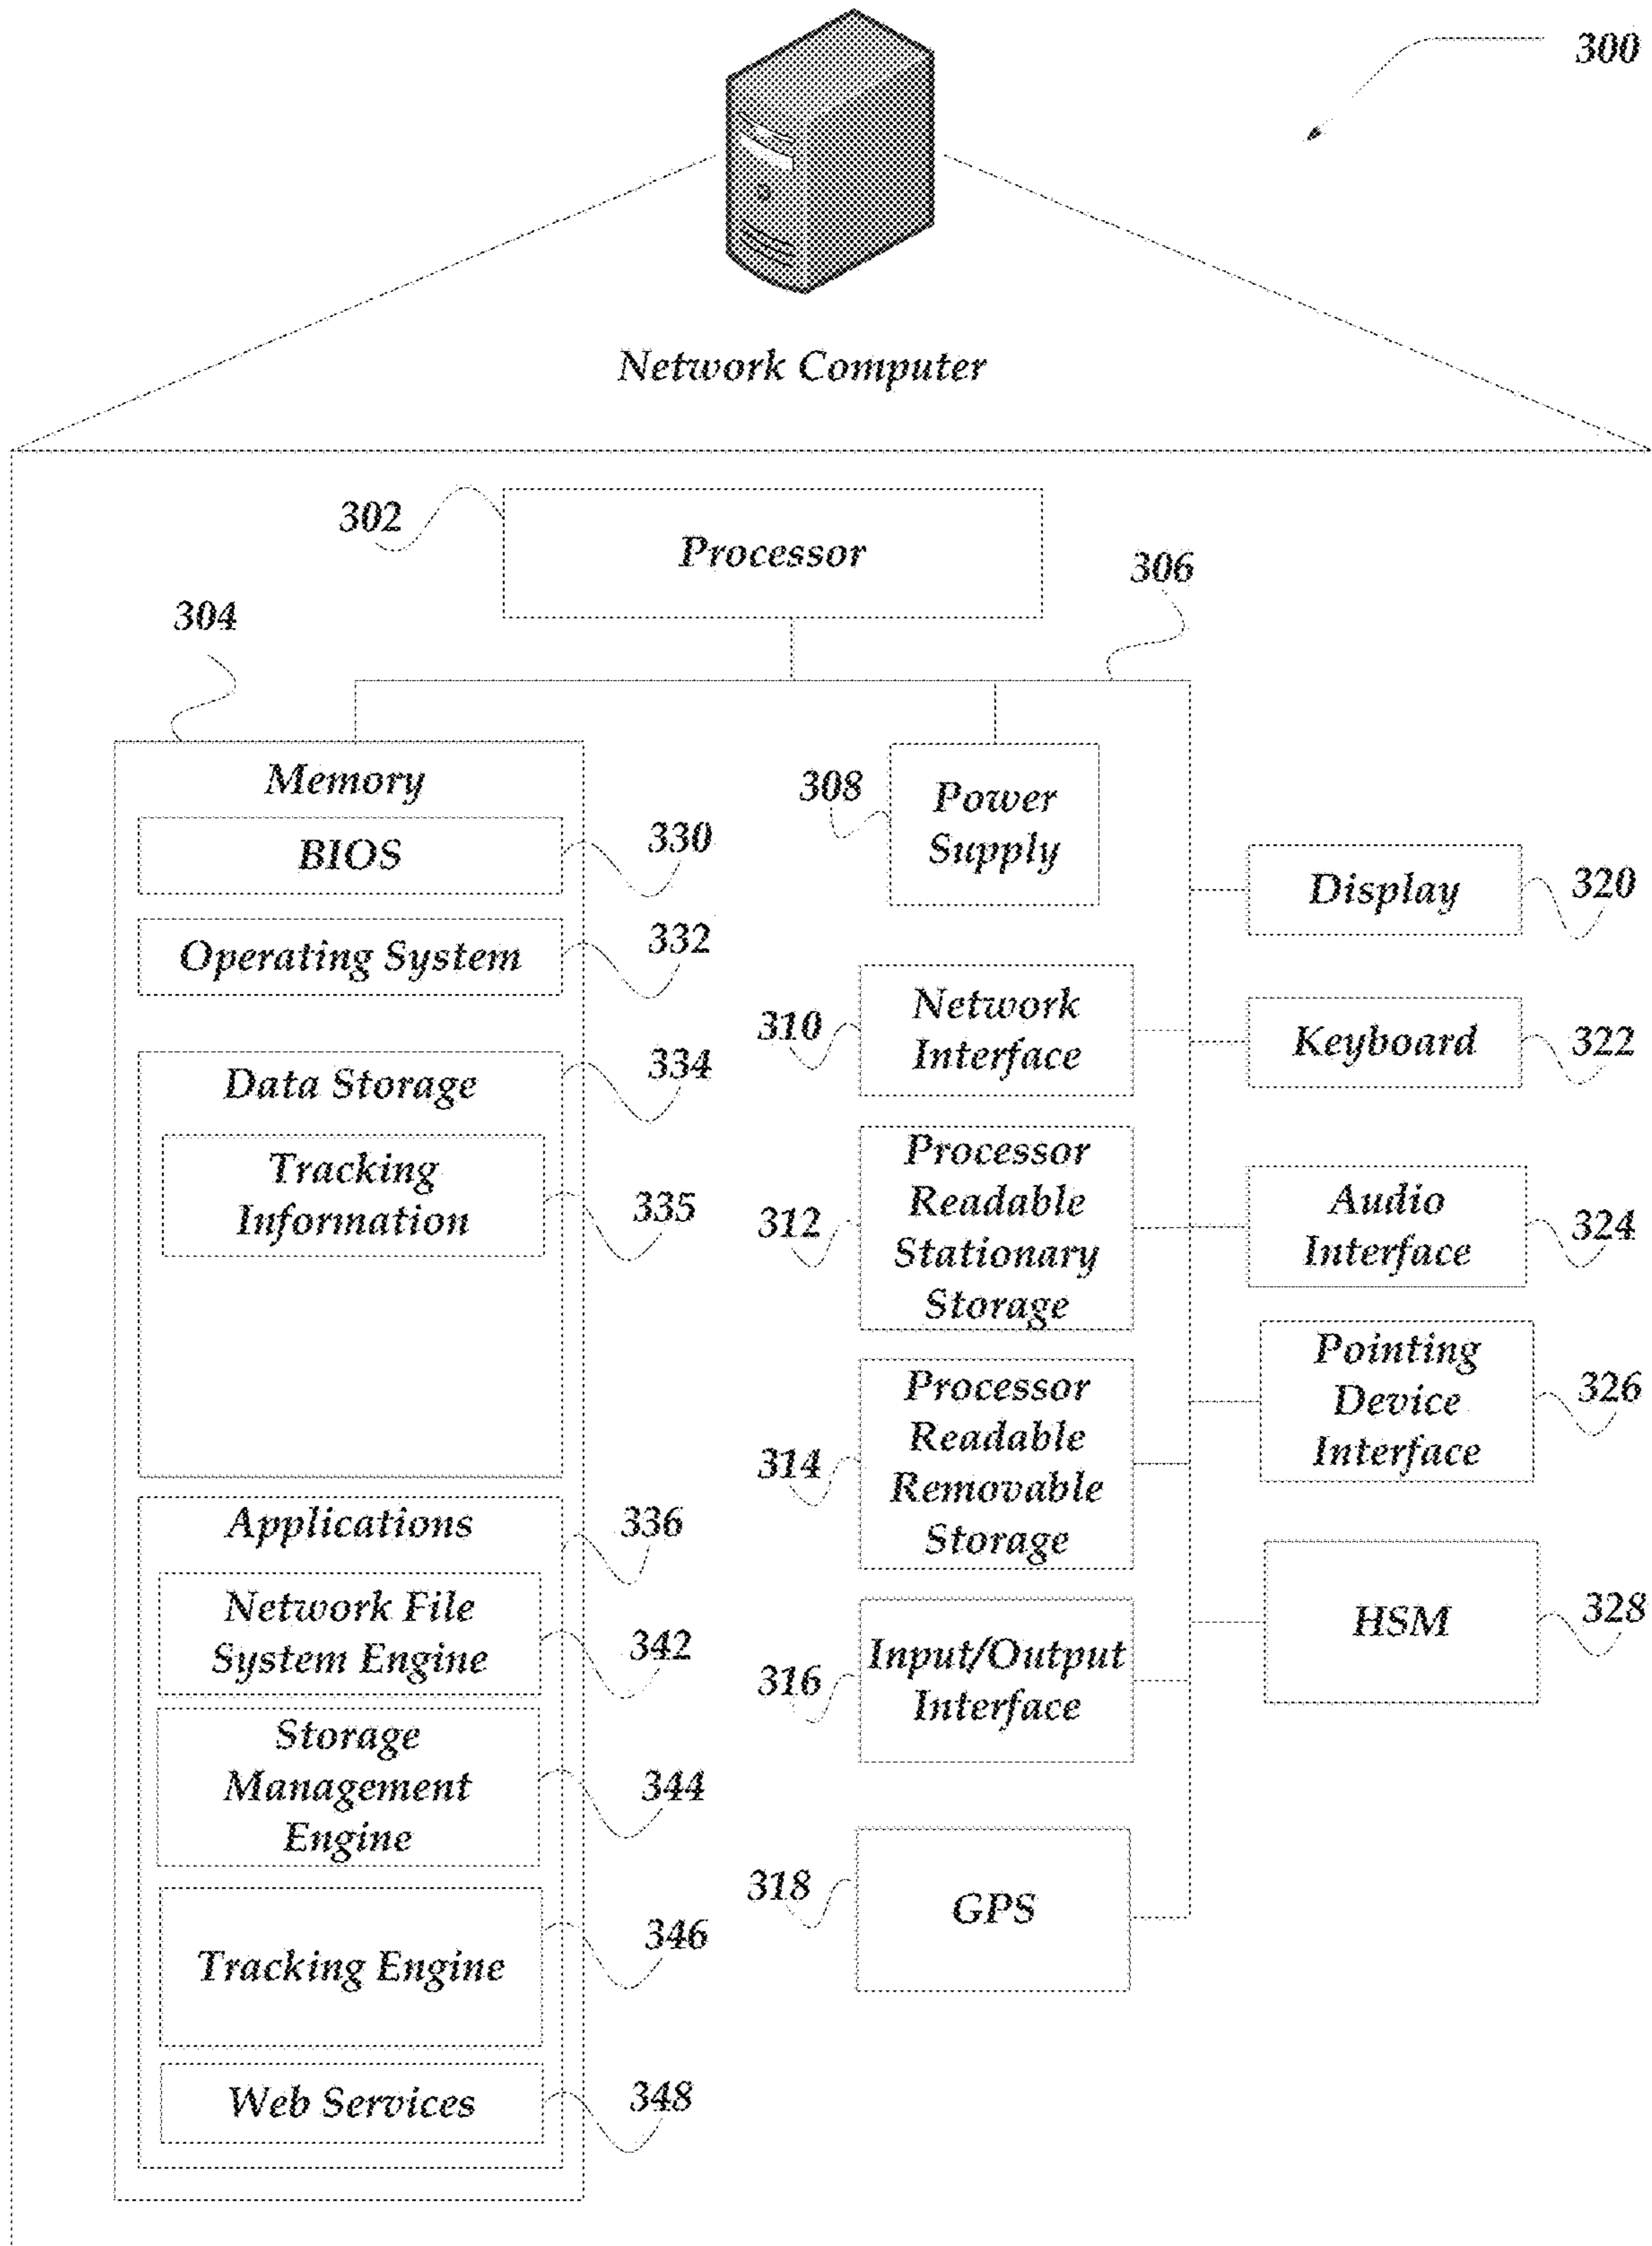 300
Network Computer
302
Processor
306
304
Memory
BIOS
330
Operating System
332
Data Storage
334
Tracking
Information
335
Applications
336
Network File
System Engine
342
Storage
Management
Engine
344
Tracking Engine
346
Web Services
348
308
Power
Supply
310
Network
Interface
312
Processor
Readable
Stationary
Storage
314
Processor
Readable
Removable
Storage
316
Input/Output
Interface
318
GPS
Display
320
Keyboard
322
Audio
Interface
324
Pointing
Device
Interface
326
HSM
328